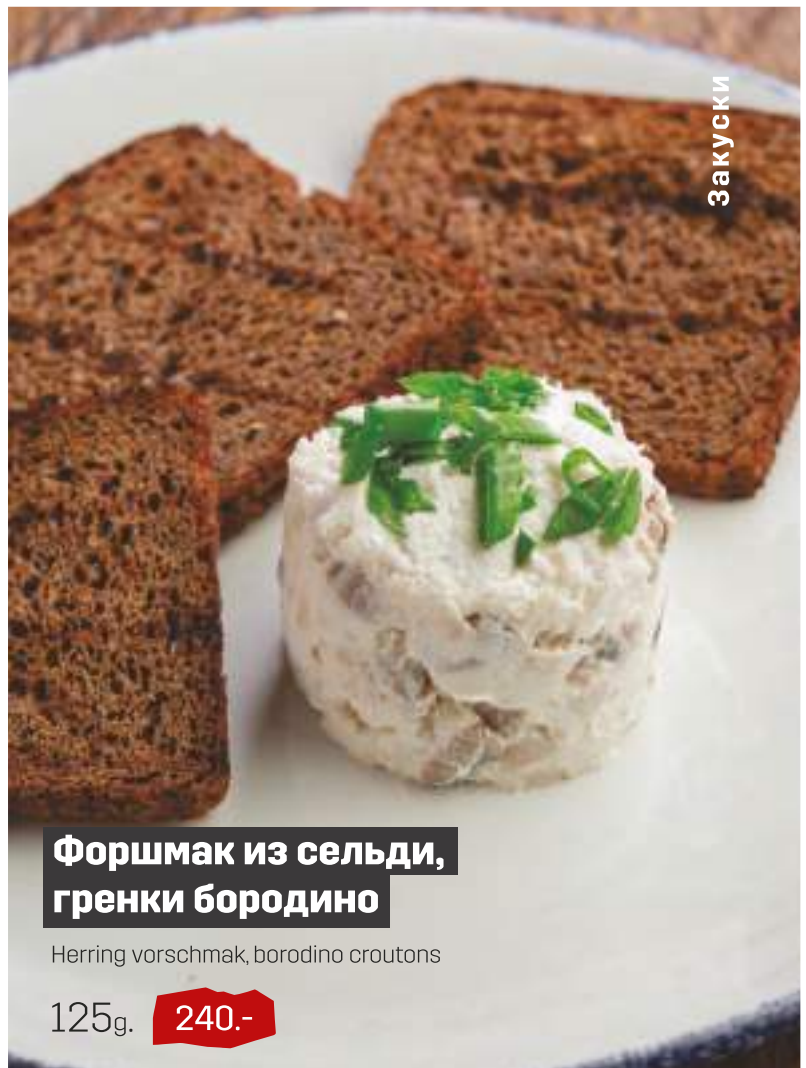 Закуски
Форшмак из сельди,
гренки бородино
Herring vorschmak, borodino croutons
125g. 240.-